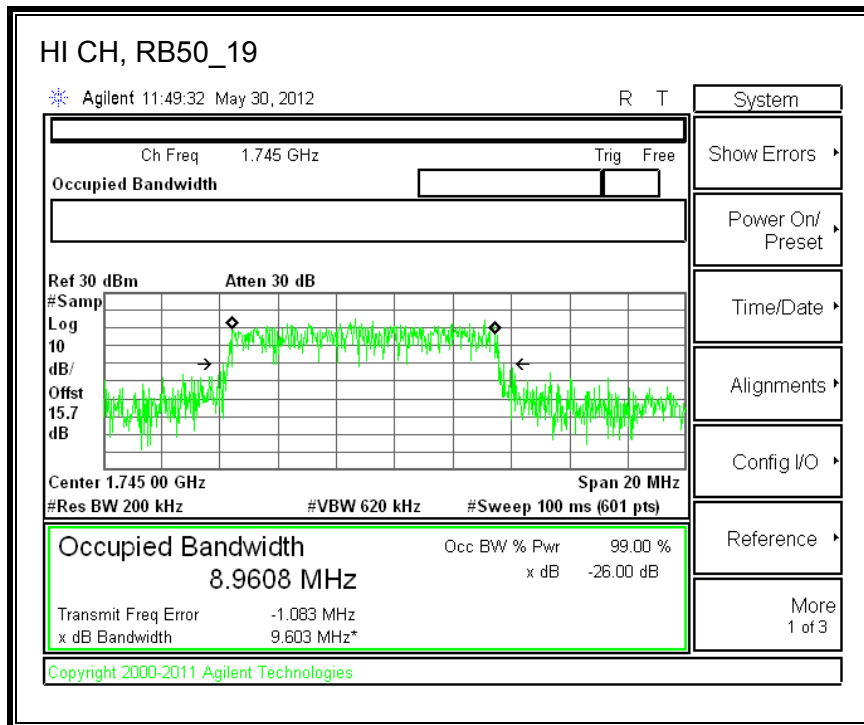 HI CH, RB50_19
Agilent 11:49:32 May 30, 2012 R T
Ch Freq 1.745 GHz Trig Free
Occupied Bandwidth
Ref 30 dBm Atten 30 dB
#Samp
Log
10
dB/
Offst
15.7
dB
Center 1.745 00 GHz Span 20 MHz
#Res BW 200 kHz #VBW 620 kHz #Sweep 100 ms (601 pts)
Occupied Bandwidth
8.9608 MHz
Occ BW % Pwr 99.00 %
x dB -26.00 dB
Transmit Freq Error -1.083 MHz
x dB Bandwidth 9.603 MHz*
Copyright 2000-2011 Agilent Technologies
System
Show Errors
Power On/
Preset
Time/Date
Alignments
Config I/O
Reference
More
1 of 3